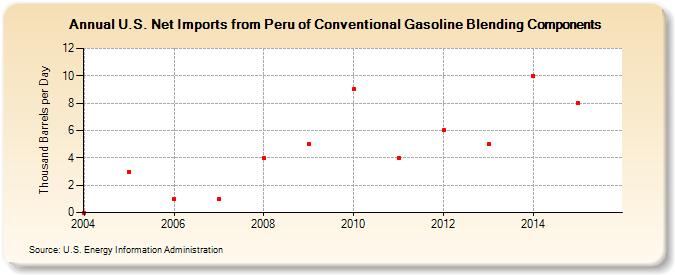 Annual U.S. Net Imports from Peru of Conventional Gasoline Blending Components
Thousand Barrels per Day
12
10
8
6
4
2
0
2004 2006 2008 2010 2012 2014
Source: U.S. Energy Information Administration